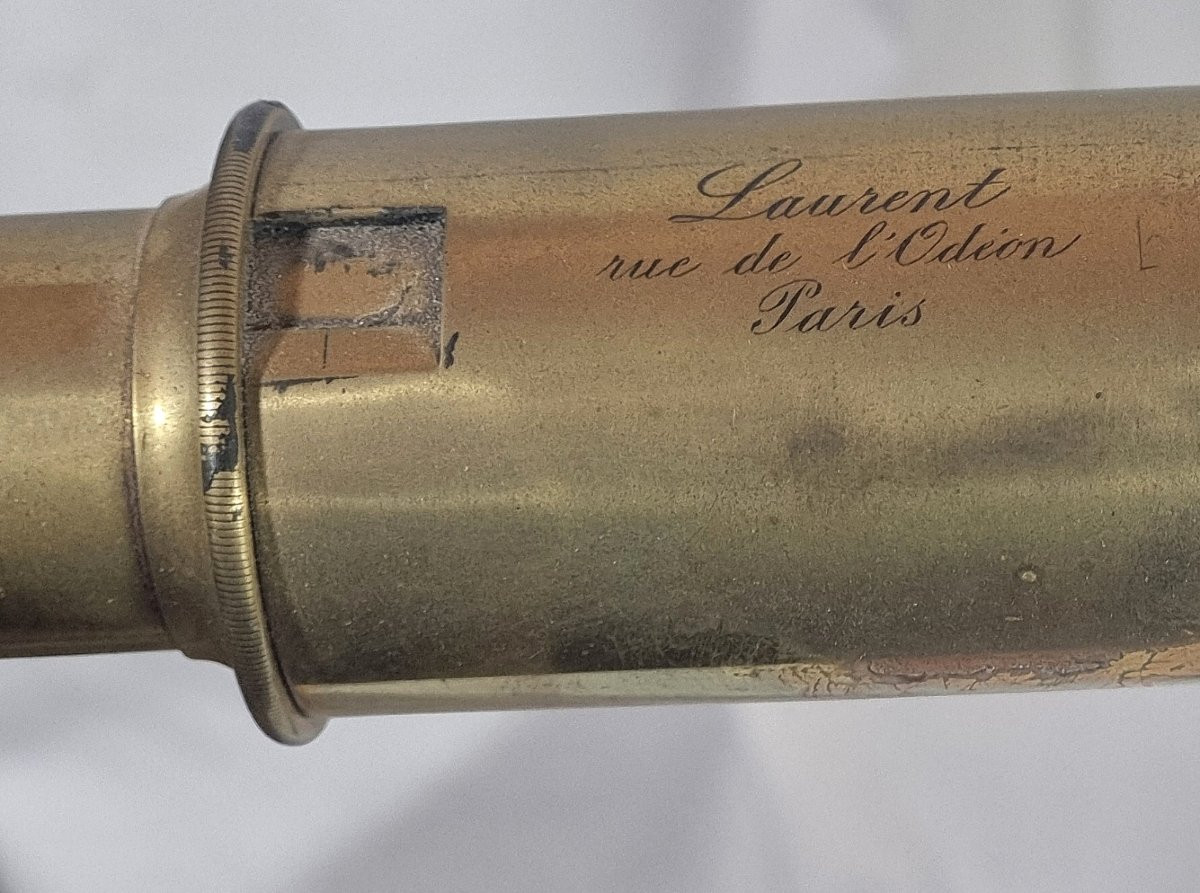 Laurent
rue de l'Odéon
Paris